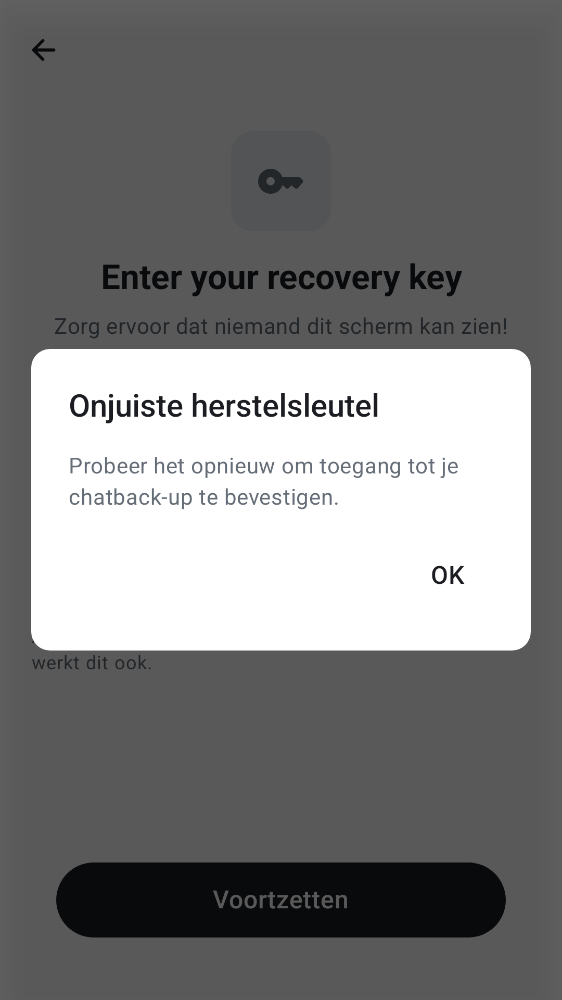 Enter your recovery key
Zorg ervoor dat niemand dit scherm kan zien!
Onjuiste herstelsleutel
Probeer het opnieuw om toegang tot je
chatback-up te bevestigen.
OK
werkt dit ook.
Voortzetten